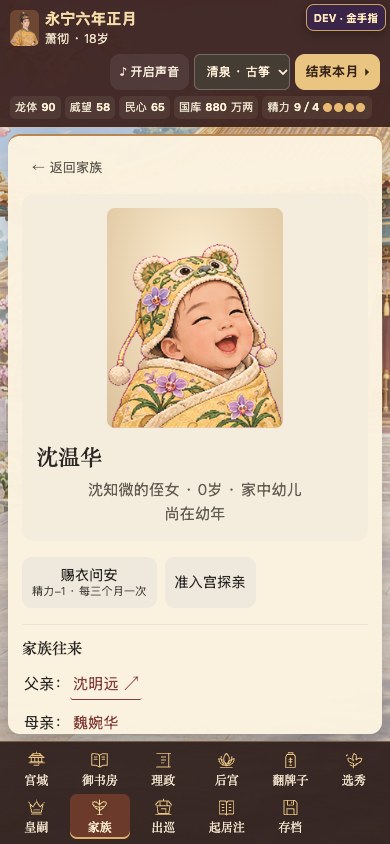 永宁六年正月
萧彻 · 18岁
DEV · 金手指
♪ 开启声音
清泉 · 古筝
结束本月
龙体 90 威望 58 民心 65 国库 880 万两 精力 9 / 4
← 返回家族
沈温华
沈知微的侄女 · 0岁 · 家中幼儿
尚在幼年
赐衣问安
精力−1 · 每三个月一次
准入宫探亲
家族往来
父亲: 沈明远 ↗
母亲: 魏婉华
宫城 御书房 理政 后宫 翻牌子 选秀
皇嗣 家族 出巡 起居注 存档